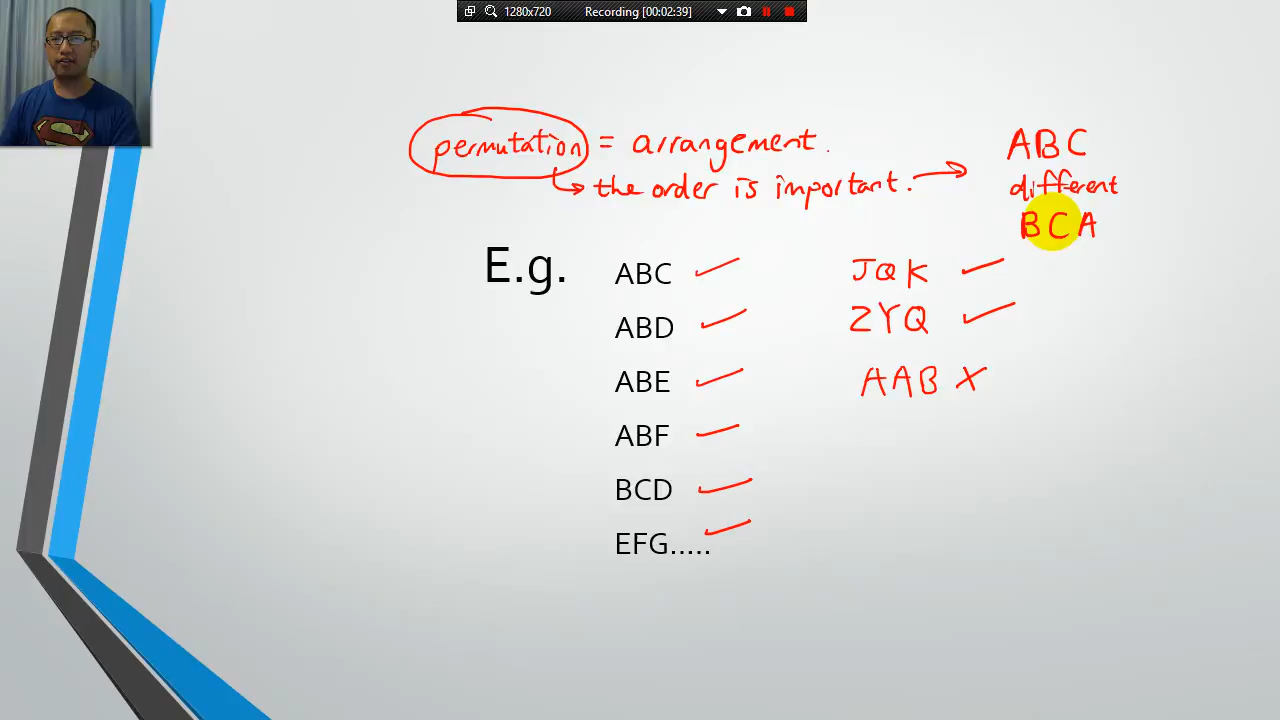 1280x720 Recording [00:02:39]
permutation = arrangement.
the order is important.
ABC
different
BCA
E.g.
ABC
ABD
ABE
ABF
BCD
EFG.....
JQK
ZYQ
AAB X